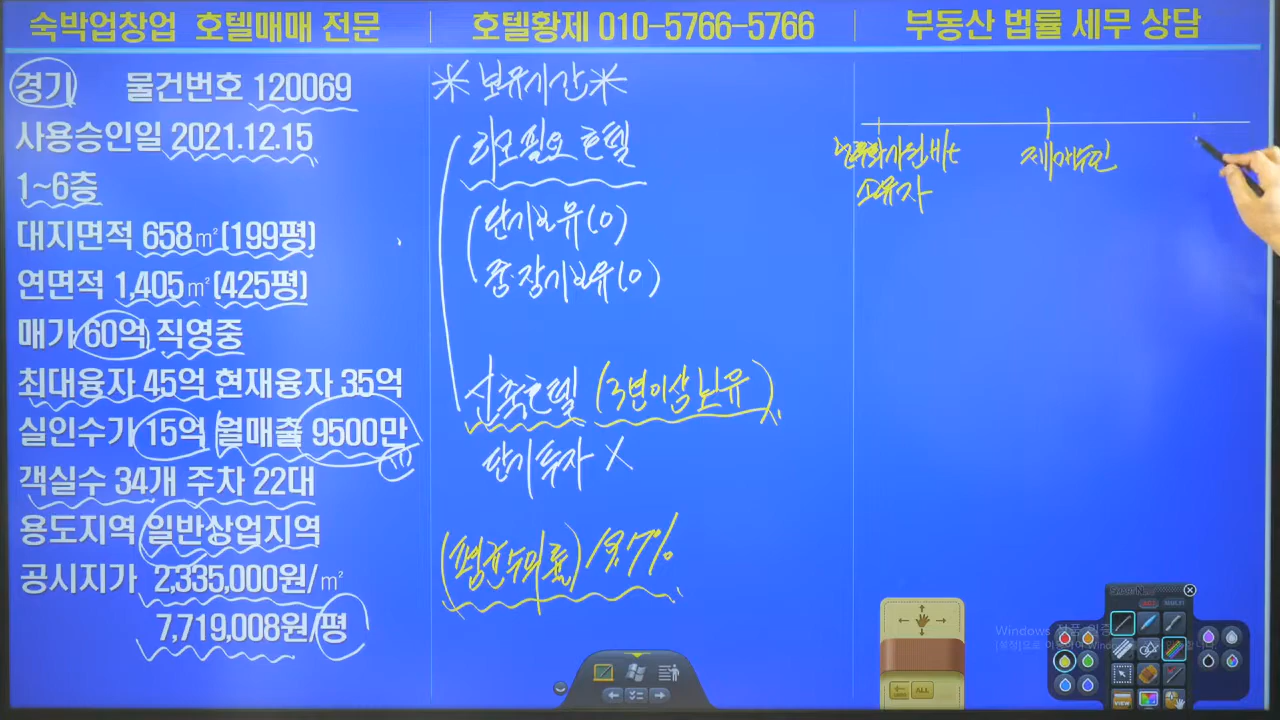 숙박업창업 호텔매매 전문
호텔황제 010-5766-5766
부동산 법률 세무 상담
경기 물건번호 120069
사용승인일 2021.12.15
1~6층
대지면적 658㎡(199평)
연면적 1,405㎡(425평)
매가 60억 직영중
최대융자 45억 현재융자 35억
실인수가 15억 월매출 9500만
객실수 34개 주차 22대
용도지역 일반상업지역
공시지가 2,335,000원/㎡
7,719,008원/평
*보유기간*
리모필요 호텔
단기보유(O)
중·장기보유(O)
신축호텔 (3년이상 보유)
단기투자 X
(평균수익률)
소유자
Windows
VIEW
ALL